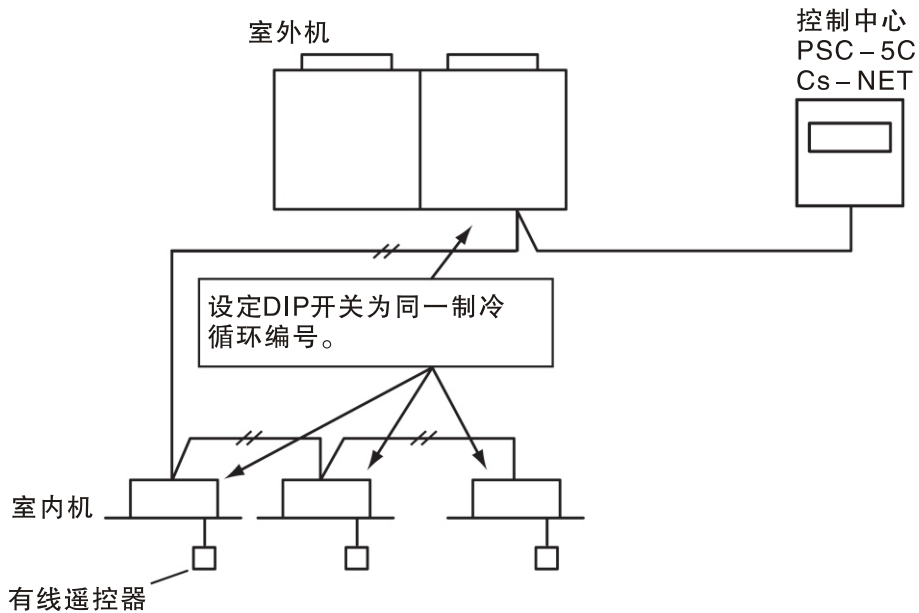 室外机
控制中心
PSC–5C
Cs–NET
设定DIP开关为同一制冷
循环编号。
室内机
有线遥控器